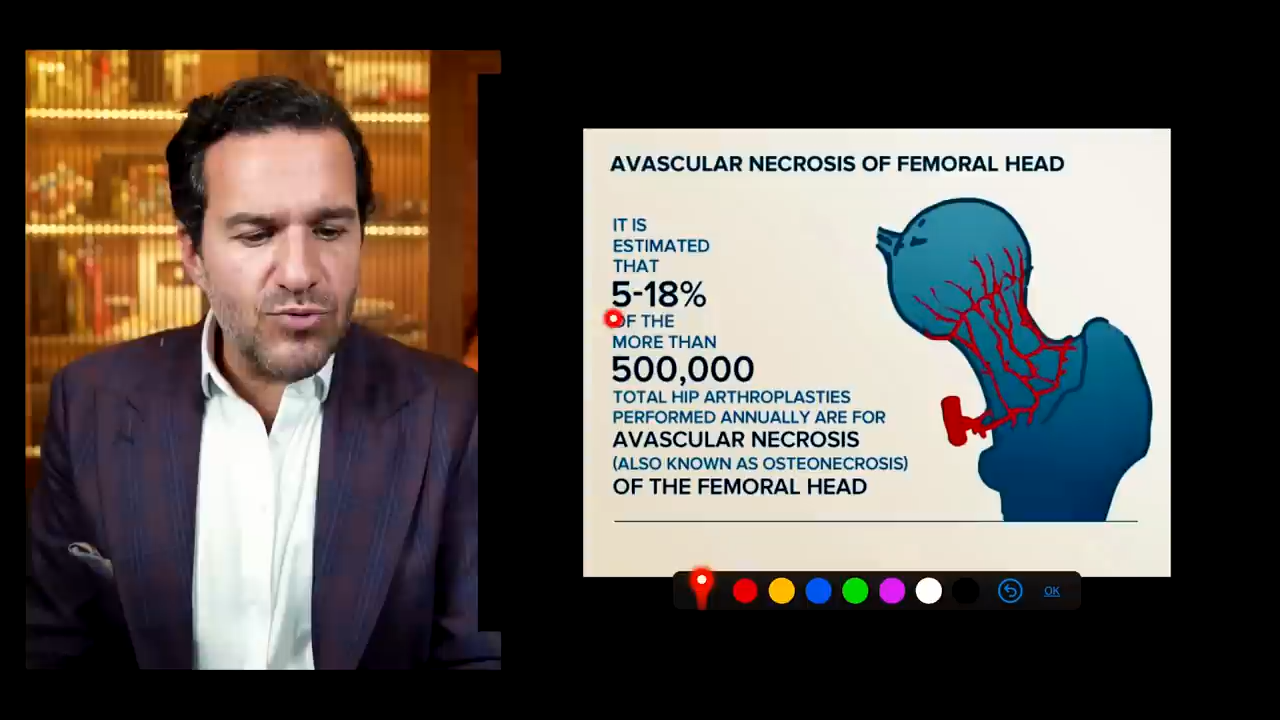 AVASCULAR NECROSIS OF FEMORAL HEAD
IT IS
ESTIMATED
THAT
5-18%
OF THE
MORE THAN
500,000
TOTAL HIP ARTHROPLASTIES
PERFORMED ANNUALLY ARE FOR
AVASCULAR NECROSIS
(ALSO KNOWN AS OSTEONECROSIS)
OF THE FEMORAL HEAD
OK